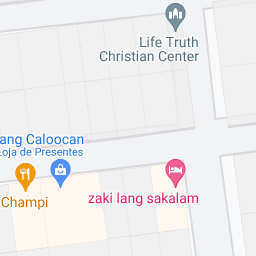 Life Truth
Christian Center
ang Caloocan
Loja de Presentes
zaki lang sakalam
Champi